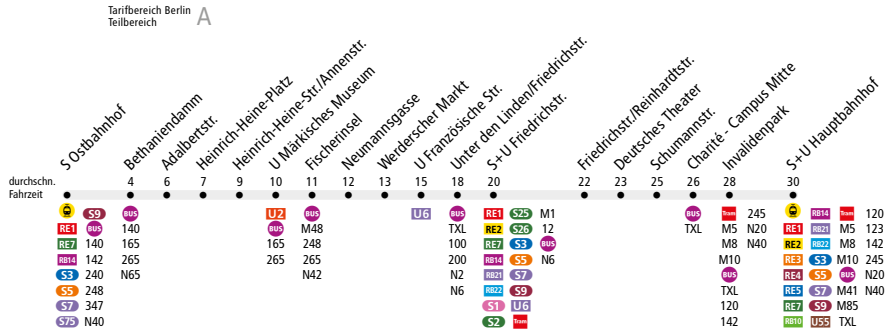 Tarifbereich Berlin
Teilbereich A
S Ostbahnhof
Bethaniendamm
Adalbertstr.
Heinrich-Heine-Platz
Heinrich-Heine-Str./Annenstr.
U Märkisches Museum
Fischerinsel
Neumannsgasse
Werderscher Markt
U Französische Str.
Unter den Linden/Friedrichstr.
S+U Friedrichstr.
Friedrichstr./Reinhardtstr.
Deutsches Theater
Schumannstr.
Charité - Campus Mitte
Invalidenpark
S+U Hauptbahnhof
durchschn. 4 6 7 9 10 11 12 13 15 18 20 22 23 25 26 28 30
Fahrzeit
S9
RE1 BUS
RE7 140
RB14 142
S3 240
S5 248
S7 347
S75 N40
BUS
140
165
265
N65
U2
BUS
165
265
BUS
M48
248
265
N42
U6
BUS
TXL
100
200
N2
N6
RE1 S25 M1
RE2 S26 12
RE7 S3 BUS
RB14 S5 N6
RB21 S7
RB22 S9
S1 U6
S2 Tram
BUS
TXL
Tram 245
M5 N20
M8 N40
M10
BUS
TXL
120
142
RB14 Tram 120
RE1 RB21 M5 123
RE2 RB22 M8 142
RE3 S3 M10 245
RE4 S5 BUS N20
RE5 S7 M41 N40
RE7 S9 M85
RB10 U55 TXL